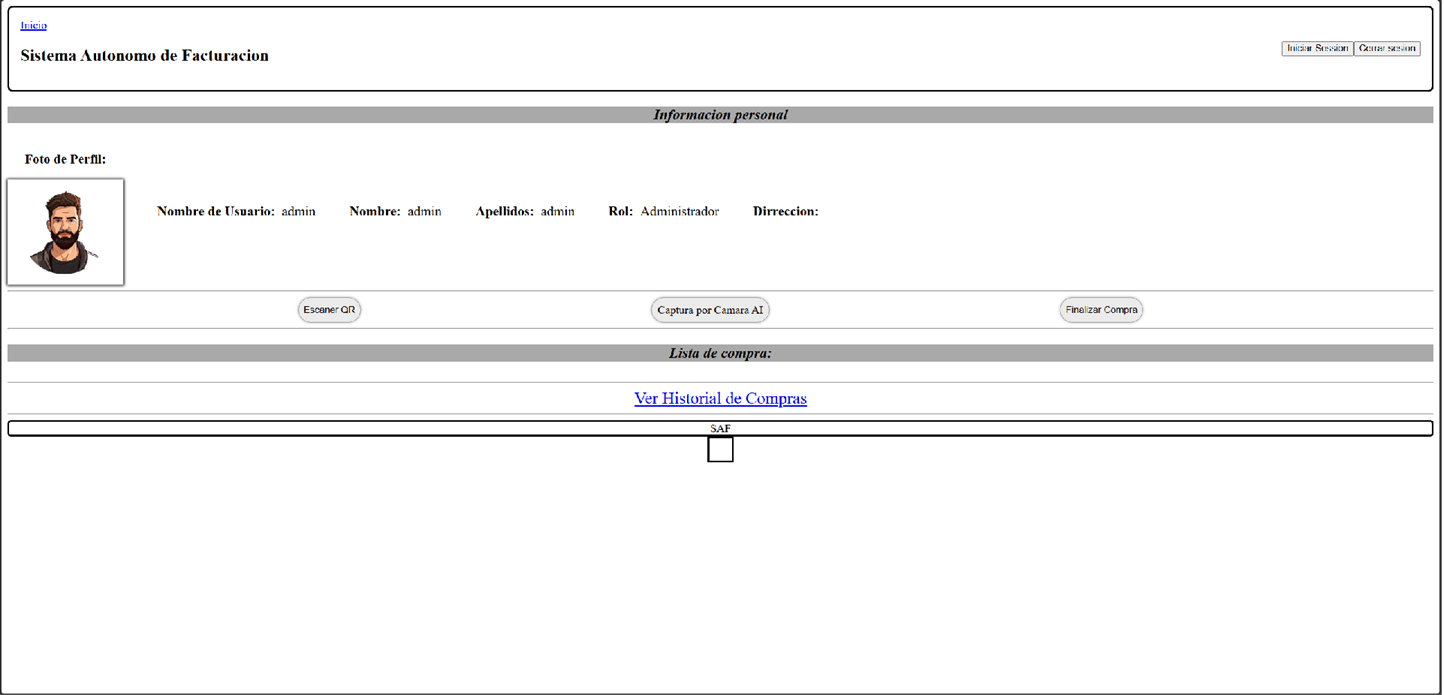 Inicio
Sistema Autonomo de Facturacion
Iniciar Session Cerrar sesion
Informacion personal
Foto de Perfil:
Nombre de Usuario: admin Nombre: admin Apellidos: admin Rol: Administrador Dirreccion:
Escaner QR Captura por Camara AI Finalizar Compra
Lista de compra:
Ver Historial de Compras
SAF